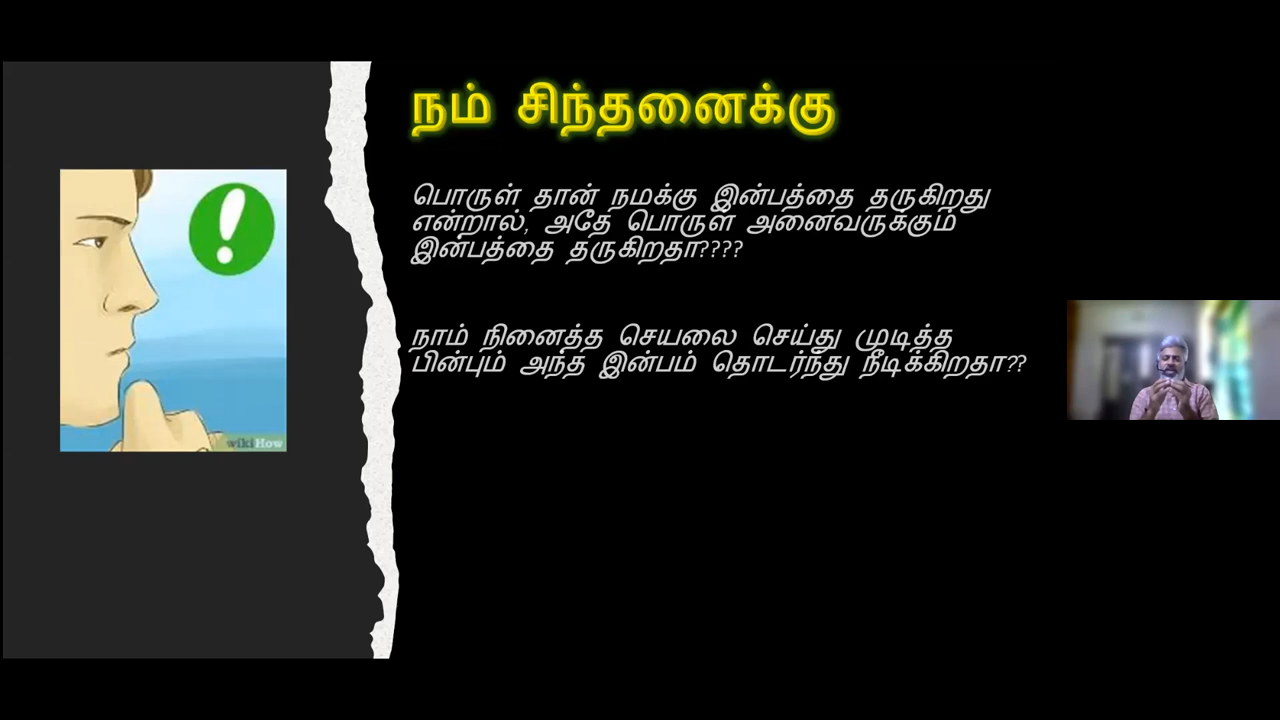 நம் சிந்தனைக்கு
பொருள் தான் நமக்கு இன்பத்தை தருகிறது
என்றால், அதே பொருள் அனைவருக்கும்
இன்பத்தை தருகிறதா????
நாம் நினைத்த செயலை செய்து முடித்த
பின்பும் அந்த இன்பம் தொடர்ந்து நீடிக்கிறதா??
wikiHow